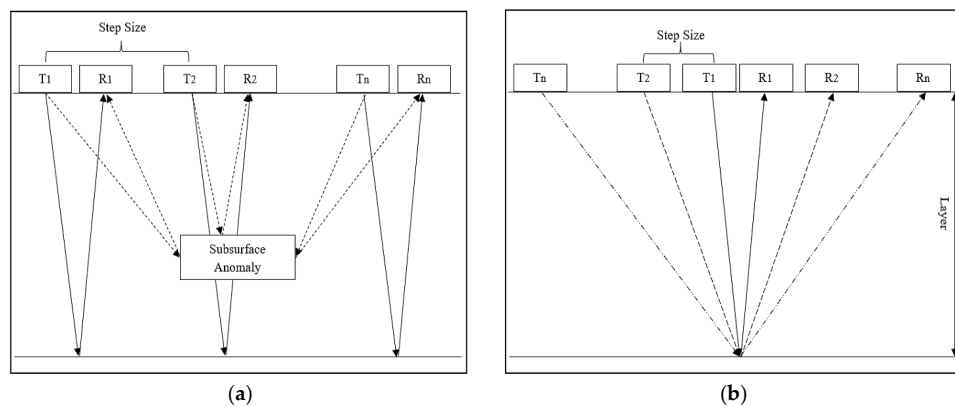 Step Size
T1 R1 T2 R2 Tn Rn
Subsurface
Anomaly
(a)
Step Size
Tn T2 T1 R1 R2 Rn
Layer
(b)